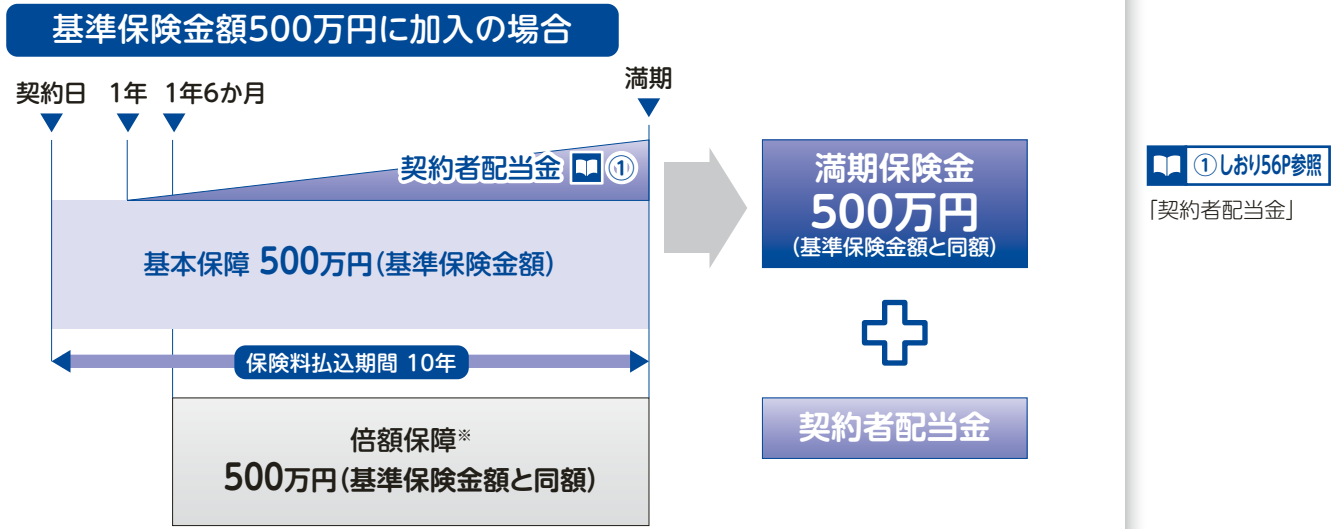 基準保険金額500万円に加入の場合
契約日 1年 1年6か月 満期
契約者配当金 ①
基本保障 500万円(基準保険金額)
保険料払込期間 10年
倍額保障※
500万円(基準保険金額と同額)
満期保険金
500万円
(基準保険金額と同額)
契約者配当金
①しおり56P参照
「契約者配当金」